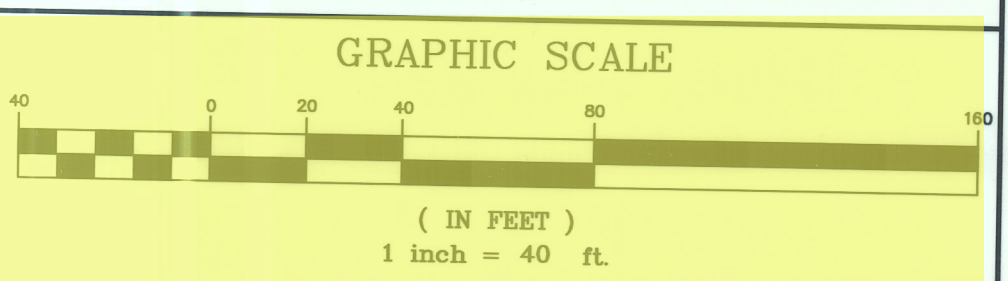 GRAPHIC SCALE
40 0 20 40 80 160
( IN FEET )
1 inch = 40 ft.